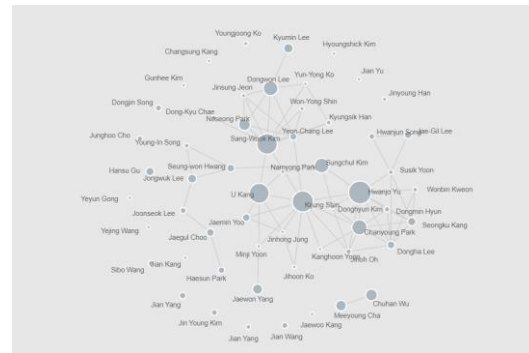 Youngjoong Ko
Kyumin Lee
Hyoungshick Kim
Changsung Kang
Jian Yu
Gunhee Kim
Dongwon Lee
Yun-Yong Ko
Jinsung Jeon
Jinyoung Han
Dongjin Song
Won-Yong Shin
Dong-Kyu Chae
Noseong Park
Kyungsik Han
Junghoo Cho
Yeon-Chang Lee
Hwanjun Song
Jae-Gil Lee
Young-In Song
Sang-Wook Kim
Seung-won Hwang
Namyong Park
Sungchul Kim
Hansu Gu
Jongwuk Lee
Susik Yoon
Yeyun Gong
U Kang
Hwanjo Yu
Wonbin Kweon
Kijung Shin
Joonseok Lee
Donghyun Kim
Dongmin Hyun
Jaemin Yoo
Seongku Kang
Yejing Wang
Jaegul Choo
Chanyoung Park
Jinhong Jung
Minji Yoon
Kanghoon Yoon
Jinoh Oh
Dongha Lee
Sibo Wang
Haesun Park
Jihoon Ko
Jian Yang
Jaewon Yang
Chuhan Wu
Jin Young Kim
Meeyoung Cha
Jaewoo Kang
Jian Yang
Jian Wang